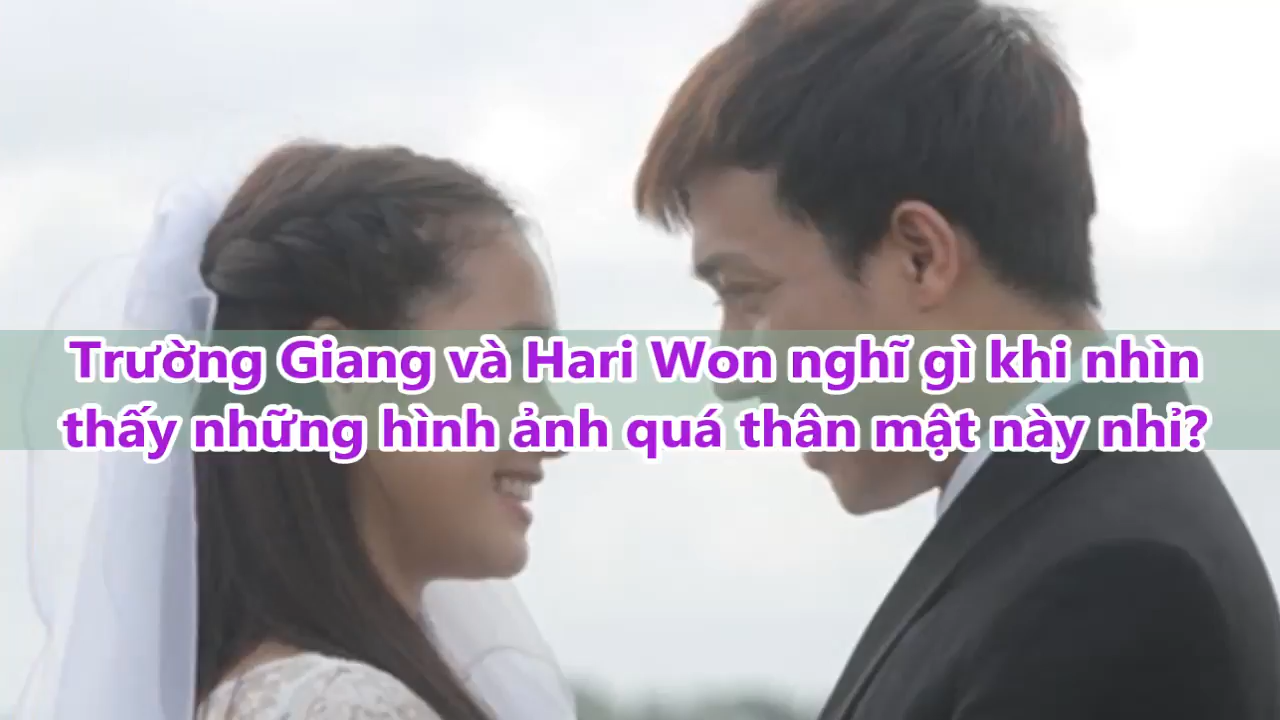 Trường Giang và Hari Won nghĩ gì khi nhìn
thấy những hình ảnh quá thân mật này nhỉ?